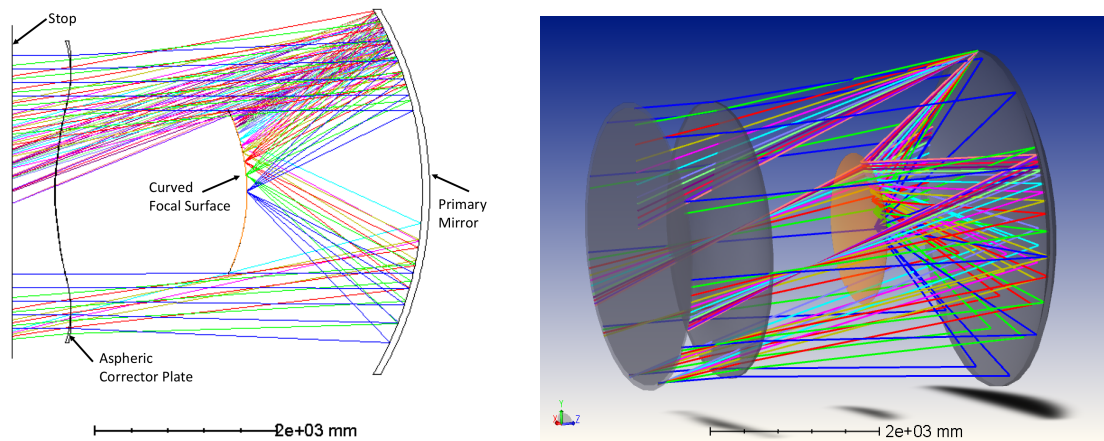 Stop
Curved
Focal Surface
Primary
Mirror
Aspheric
Corrector Plate
2e+03 mm
Y
X
Z
2e+03 mm